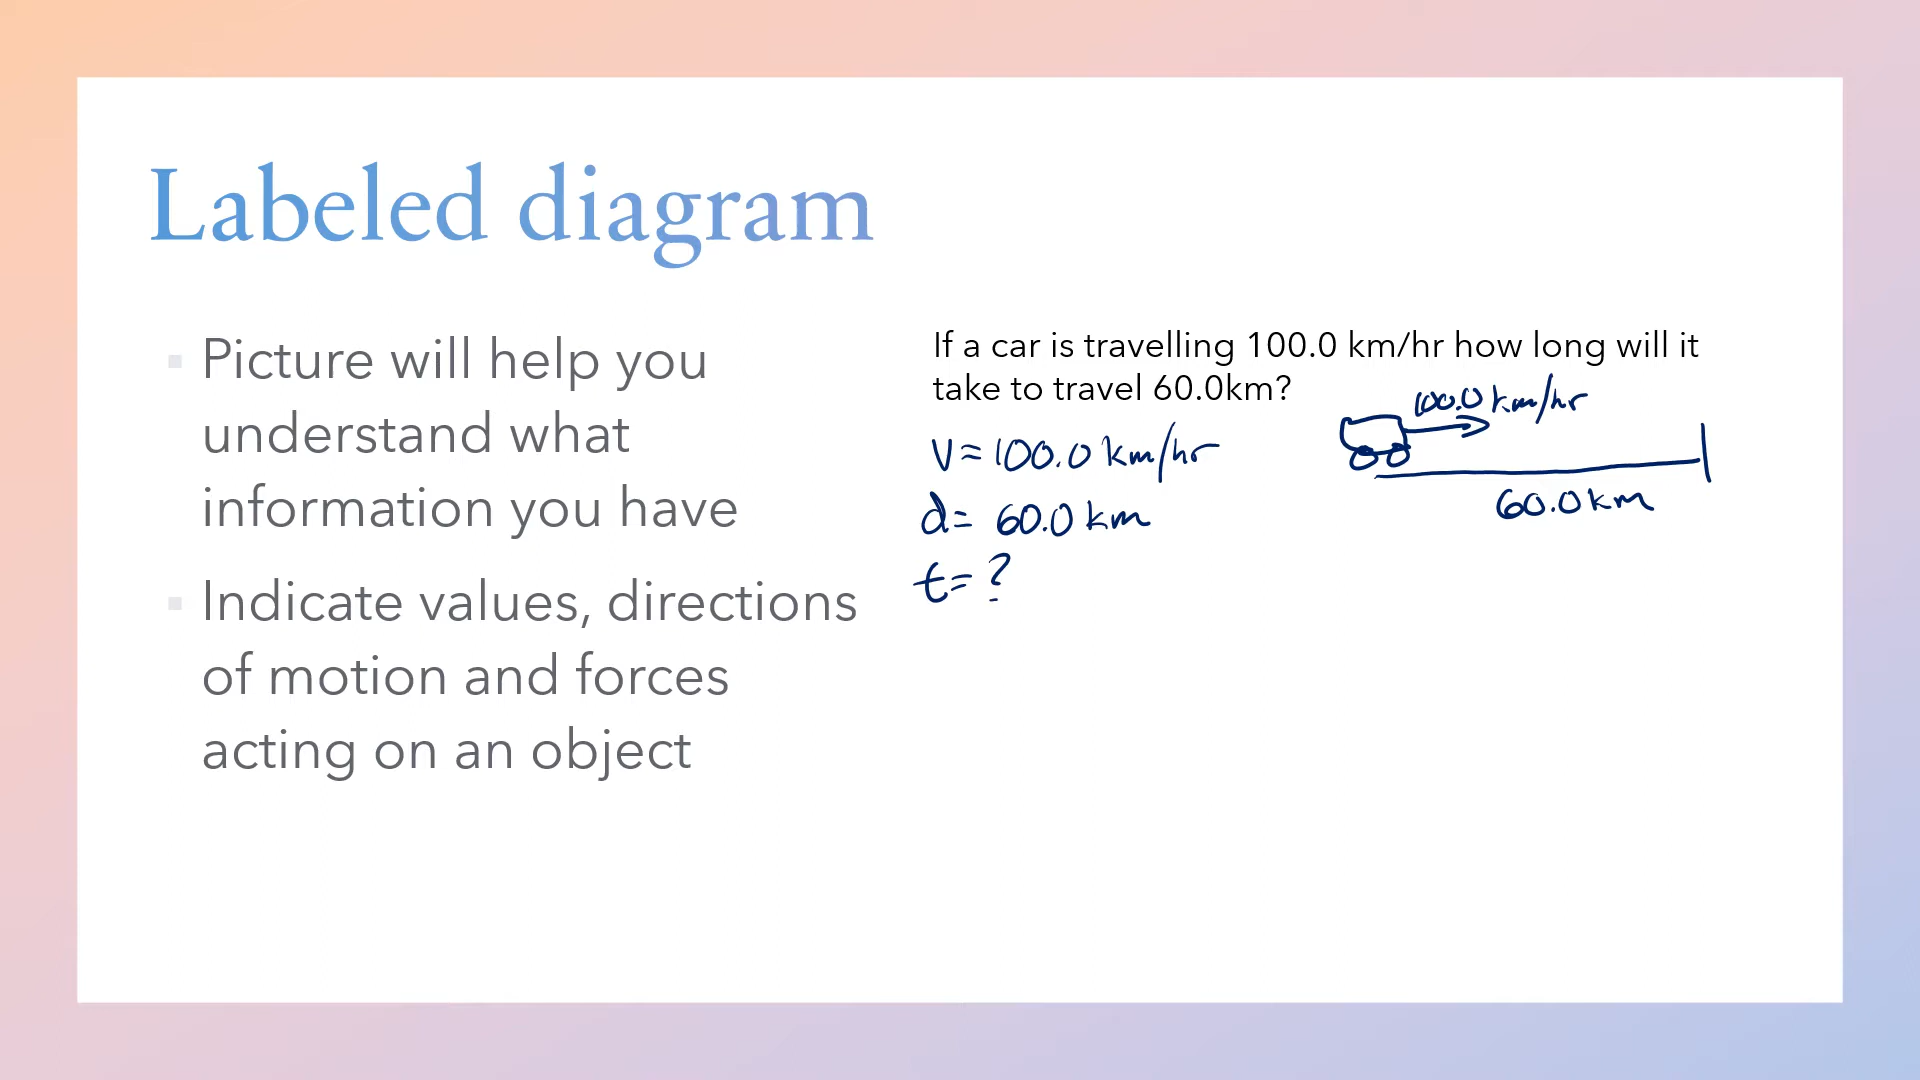 Labeled diagram
Picture will help you
understand what
information you have
Indicate values, directions
of motion and forces
acting on an object
If a car is travelling 100.0 km/hr how long will it
take to travel 60.0km?
v = 100.0 km/hr
d = 60.0 km
t = ?
100.0 km/hr
60.0 km